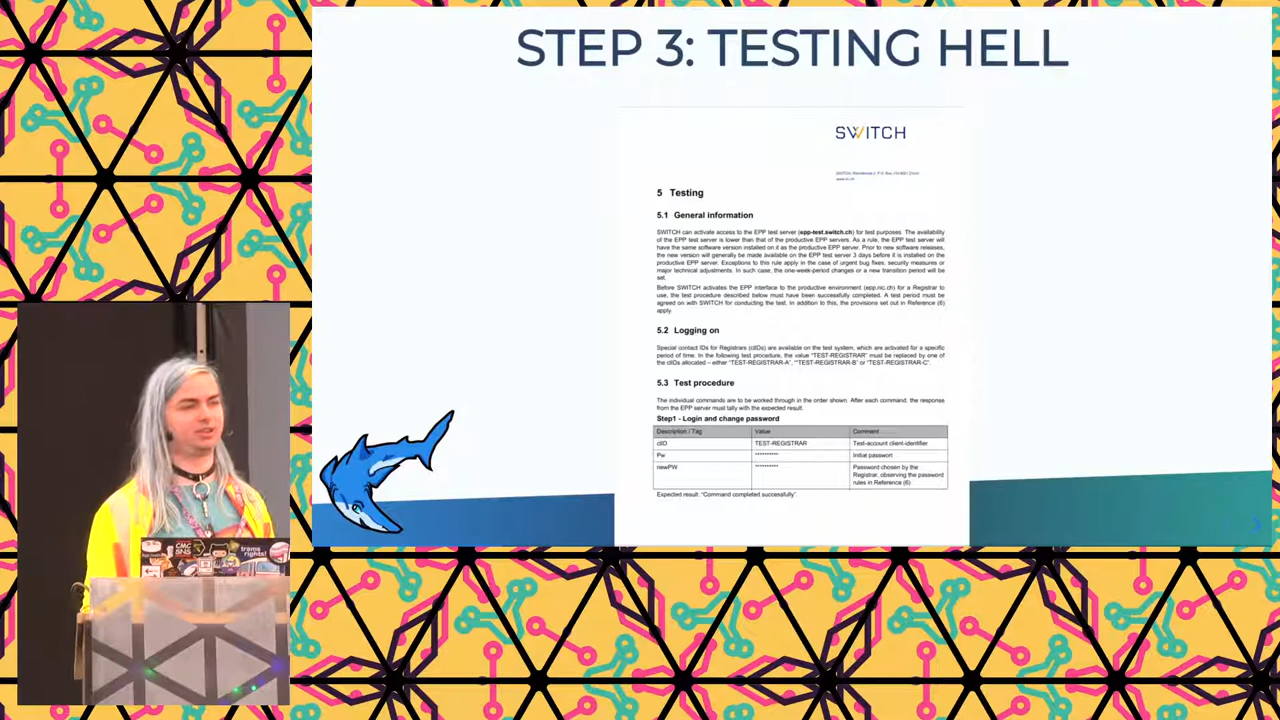 STEP 3: TESTING HELL
SWITCH
5 Testing
5.1 General information
SWITCH can activate access to the EPP test server (epp-test.switch.ch) for test purposes. The availability
of the EPP test server is lower than that of the productive EPP servers. As a rule, the EPP test server will
have the same software version installed on it as the productive EPP server. Prior to new software releases,
the new version will generally be made available on the EPP test server 3 days before it is installed on the
productive EPP server. Exceptions to this rule apply in the case of urgent bug fixes, security measures or
major technical adjustments. In such case, the one-week-period changes or a new transition period will be
set.
Before SWITCH activates the EPP interface to the productive environment (epp.nic.ch) for a Registrar to
use, the test procedure described below must have been successfully completed. A test period must be
agreed on with SWITCH for conducting the test. In addition to this, the provisions set out in Reference (6)
apply.
5.2 Logging on
Special contact IDs for Registrars (clIDs) are available on the test system, which are activated for a specific
period of time. In the following test procedure, the value "TEST-REGISTRAR" must be replaced by one of
the clIDs allocated – either "TEST-REGISTRAR-A", "TEST-REGISTRAR-B" or "TEST-REGISTRAR-C".
5.3 Test procedure
The individual commands are to be worked through in the order shown. After each command, the response
from the EPP server must tally with the expected result.
Step1 - Login and change password
Description / Tag Value Comment
clID TEST-REGISTRAR Test-account client-identifier
Pw ********** Initial passwort
newPW ********** Password chosen by the
Registrar, observing the password
rules in Reference (6)
Expected result: "Command completed successfully"
CMC
SNS
trans
rights!